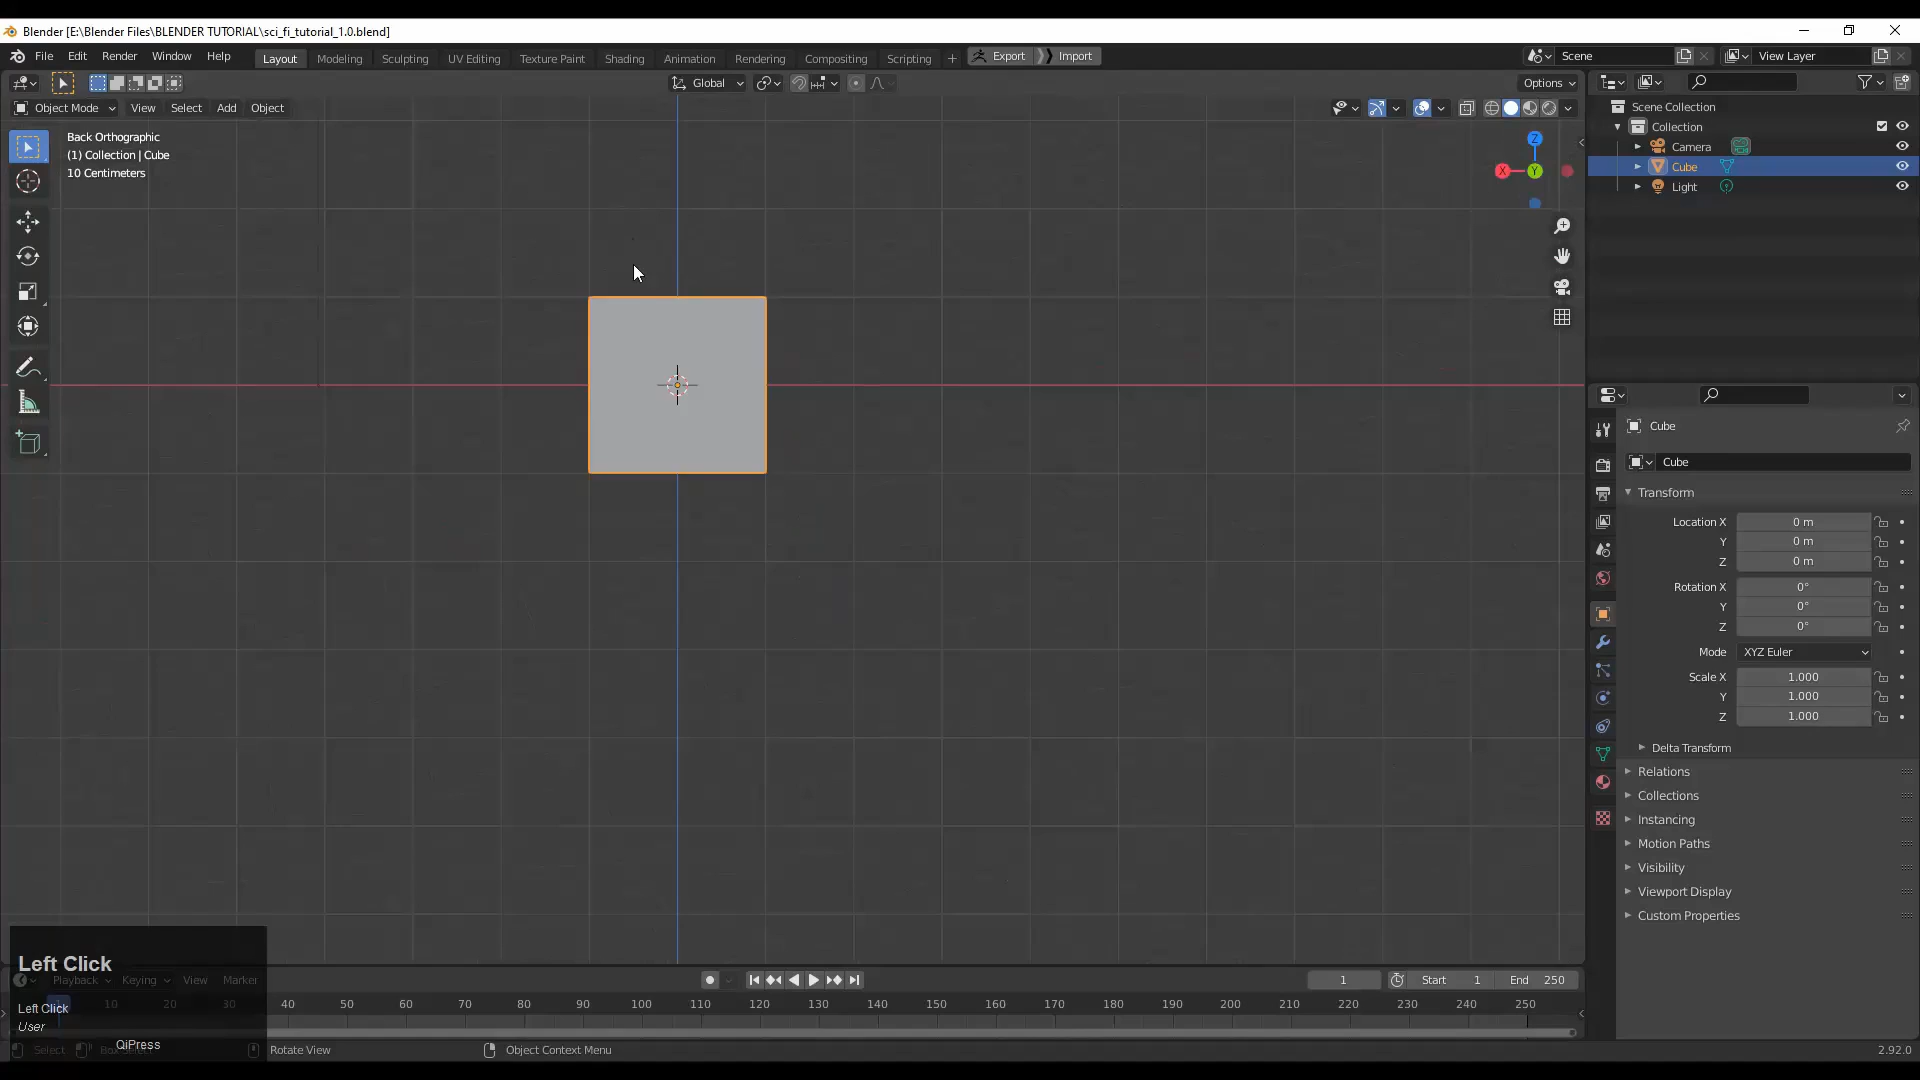 Blender [E:\Blender Files\BLENDER TUTORIAL\sci_fi_tutorial_1.0.blend]
File Edit Render Window Help Layout Modeling Sculpting UV Editing Texture Paint Shading Animation Rendering Compositing Scripting + Export Import Scene View Layer
Global Options
Object Mode View Select Add Object
Back Orthographic
(1) Collection | Cube
10 Centimeters
Z
X
Y
Scene Collection
Collection
Camera
Cube
Light
Cube
Cube
Transform
Location X 0 m
Y 0 m
Z 0 m
Rotation X 0°
Y 0°
Z 0°
Mode XYZ Euler
Scale X 1.000
Y 1.000
Z 1.000
Delta Transform
Relations
Collections
Instancing
Motion Paths
Visibility
Viewport Display
Custom Properties
Left Click
Playback Keying View Marker 1 Start 1 End 250
10 20 30 40 50 60 70 80 90 100 110 120 130 140 150 160 170 180 190 200 210 220 230 240 250
Left Click
User
QiPress
Select Box Select Rotate View Object Context Menu 2.92.0